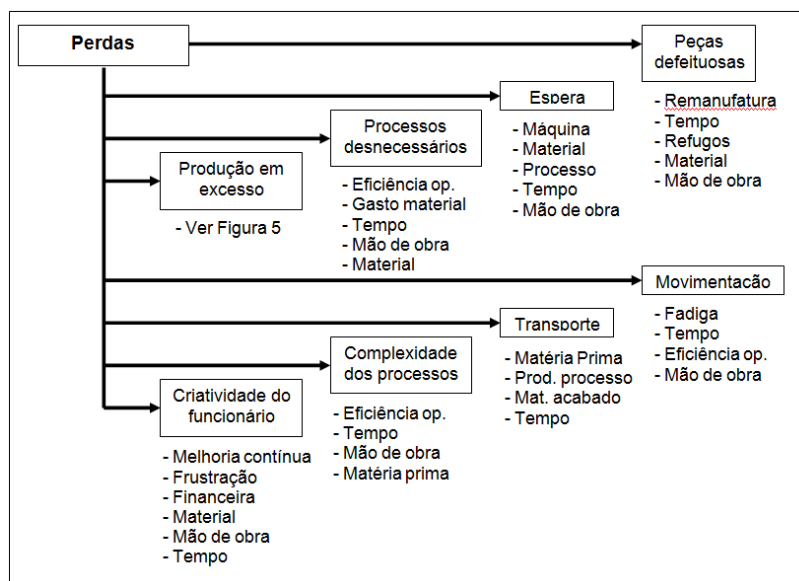 Perdas
Peças
defeituosas
- Remanufatura
- Tempo
- Refugos
- Material
- Mão de obra
Espera
- Máquina
- Material
- Processo
- Tempo
- Mão de obra
Processos
desnecessários
- Eficiência op.
- Gasto material
- Tempo
- Mão de obra
- Material
Produção em
excesso
- Ver Figura 5
Movimentação
- Fadiga
- Tempo
- Eficiência op.
- Mão de obra
Transporte
- Matéria Prima
- Prod. processo
- Mat. acabado
- Tempo
Complexidade
dos processos
- Eficiência op.
- Tempo
- Mão de obra
- Matéria prima
Criatividade do
funcionário
- Melhoria contínua
- Frustração
- Financeira
- Material
- Mão de obra
- Tempo